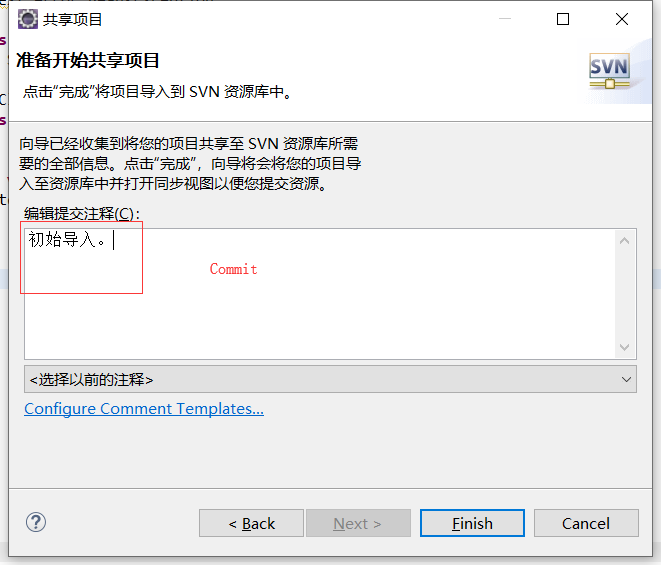 共享项目
准备开始共享项目
点击“完成”将项目导入到 SVN 资源库中。
SVN
向导已经收集到将您的项目共享至 SVN 资源库所需
要的全部信息。点击“完成”，向导将会将您的项目导
入至资源库中并打开同步视图以便您提交资源。
编辑提交注释(C):
初始导入。
Commit
<选择以前的注释>
Configure Comment Templates...
< Back
Next >
Finish
Cancel